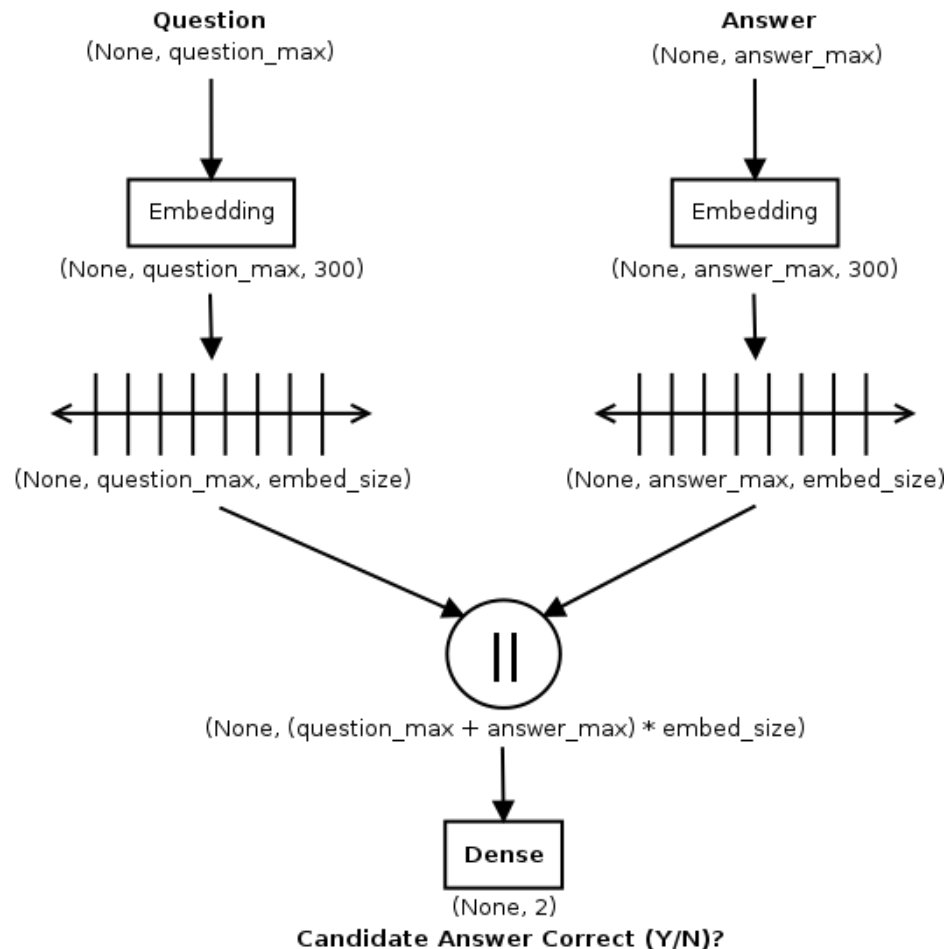 Question
(None, question_max)
Answer
(None, answer_max)
Embedding
Embedding
(None, question_max, 300)
(None, answer_max, 300)
(None, question_max, embed_size)
(None, answer_max, embed_size)
||
(None, (question_max + answer_max) * embed_size)
Dense
(None, 2)
Candidate Answer Correct (Y/N)?